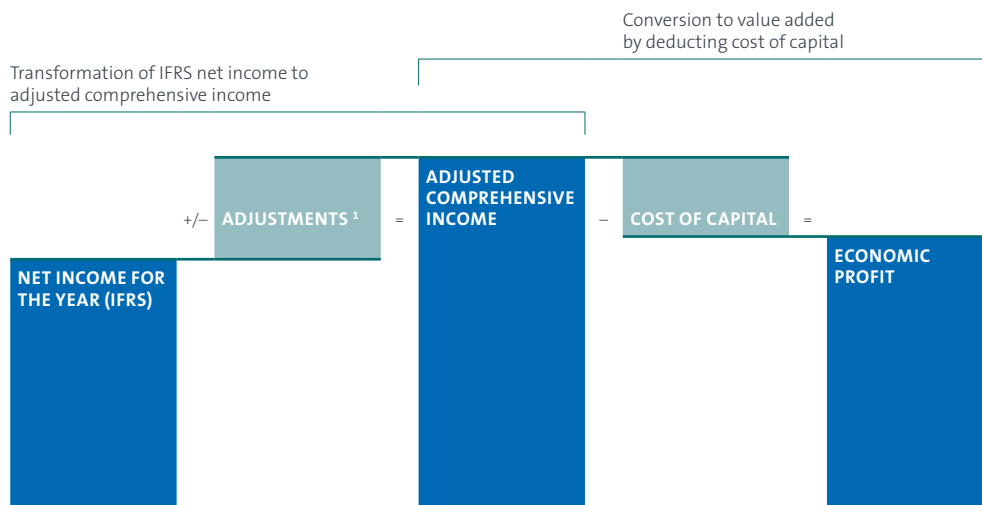 Conversion to value added
by deducting cost of capital
Transformation of IFRS net income to
adjusted comprehensive income
NET INCOME FOR
THE YEAR (IFRS)
+/–
ADJUSTMENTS ¹
=
ADJUSTED
COMPREHENSIVE
INCOME
–
COST OF CAPITAL
=
ECONOMIC
PROFIT